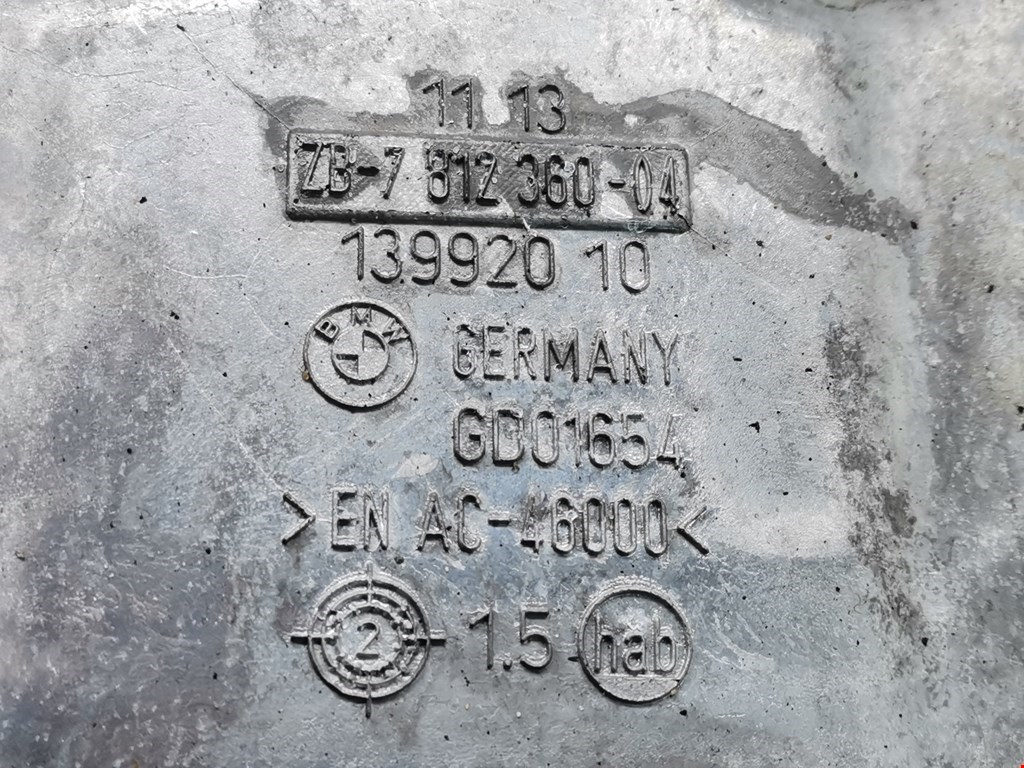 11 13
ZB-7 812 360-04
139920 10
BMW GERMANY
GD01654
>EN AC-46000<
2 1.5 hab